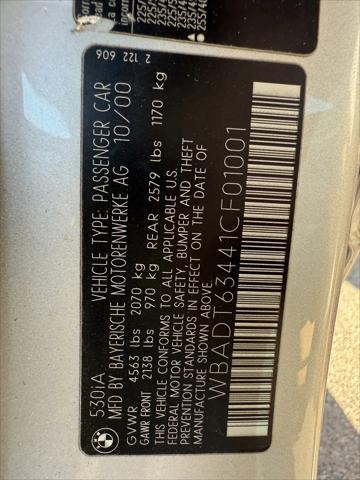 2 122 606
530iA VEHICLE TYPE: PASSENGER CAR
MFD BY BAYERISCHE MOTORENWERKE AG 10/00
GVWR 4563 lbs 2070 kg
GAWR FRONT 2138 lbs 970 kg REAR 2579 lbs 1170 kg
THIS VEHICLE CONFORMS TO ALL APPLICABLE U.S.
FEDERAL MOTOR VEHICLE SAFETY, BUMPER AND THEFT
PREVENTION STANDARDS IN EFFECT ON THE DATE OF
MANUFACTURE SHOWN ABOVE
WBADT63441CF01001